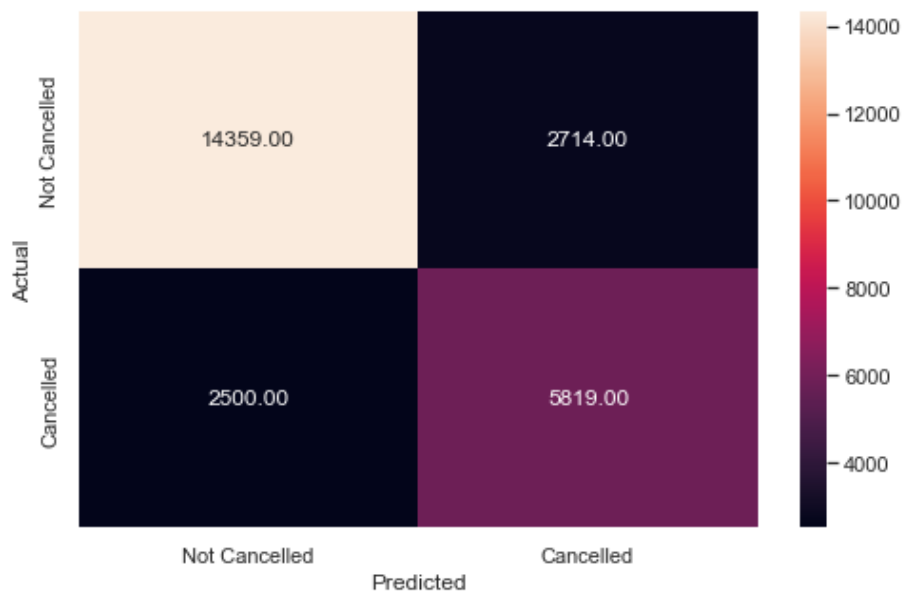 14000
Not Cancelled
14359.00 2714.00
12000
10000
Actual
8000
Cancelled
2500.00 5819.00
6000
4000
Not Cancelled Cancelled
Predicted